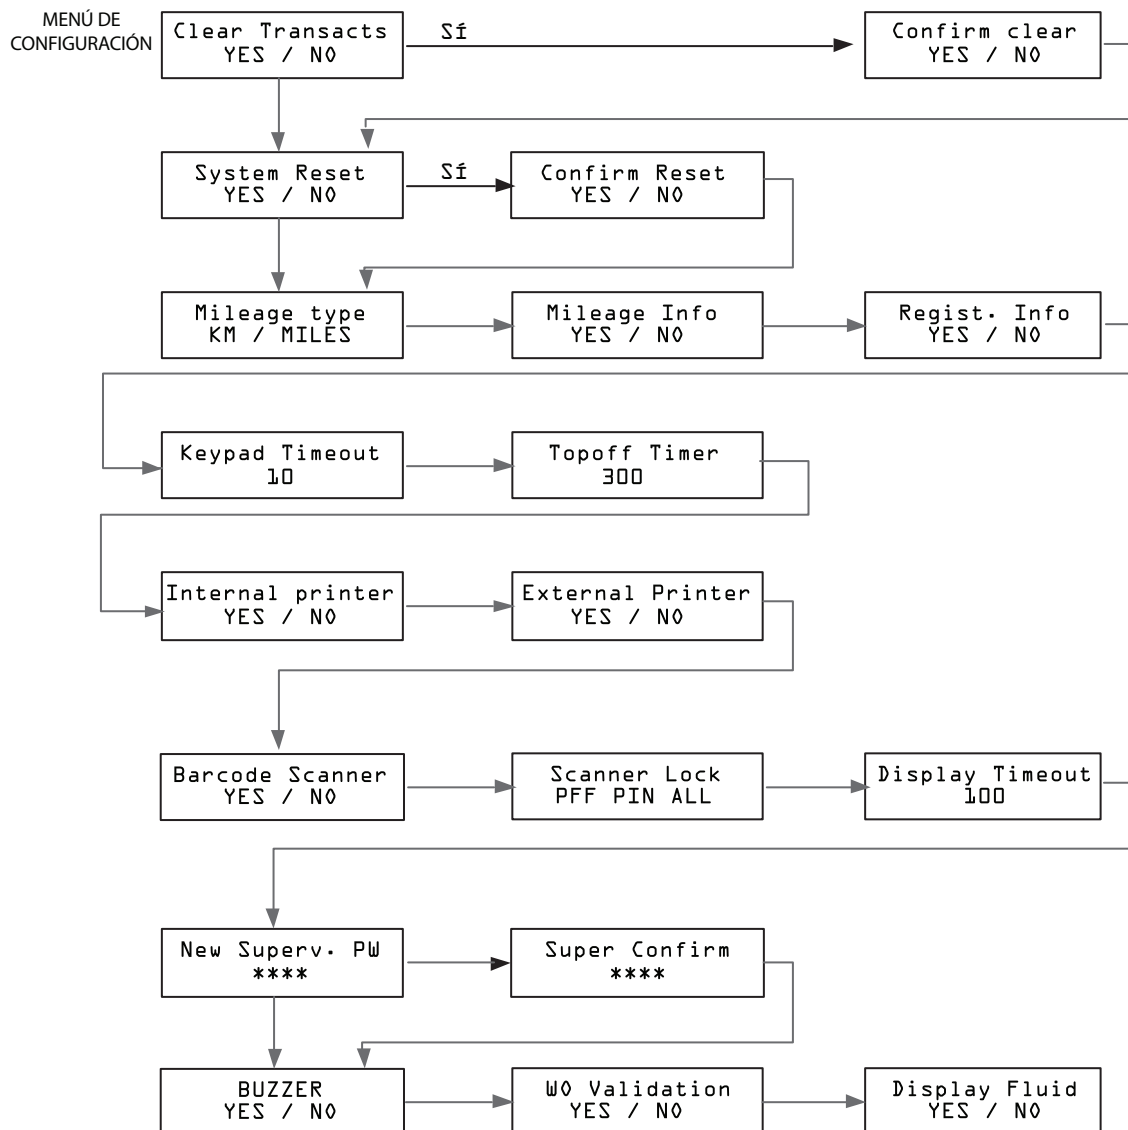 MENÚ DE
CONFIGURACIÓN
Clear Transacts
YES / NO
SÍ
Confirm clear
YES / NO
System Reset
YES / NO
SÍ
Confirm Reset
YES / NO
Mileage type
KM / MILES
Mileage Info
YES / NO
Regist. Info
YES / NO
Keypad Timeout
10
Topoff Timer
300
Internal printer
YES / NO
External Printer
YES / NO
Barcode Scanner
YES / NO
Scanner Lock
PFF PIN ALL
Display Timeout
100
New Superv. PW
****
Super Confirm
****
BUZZER
YES / NO
WO Validation
YES / NO
Display Fluid
YES / NO